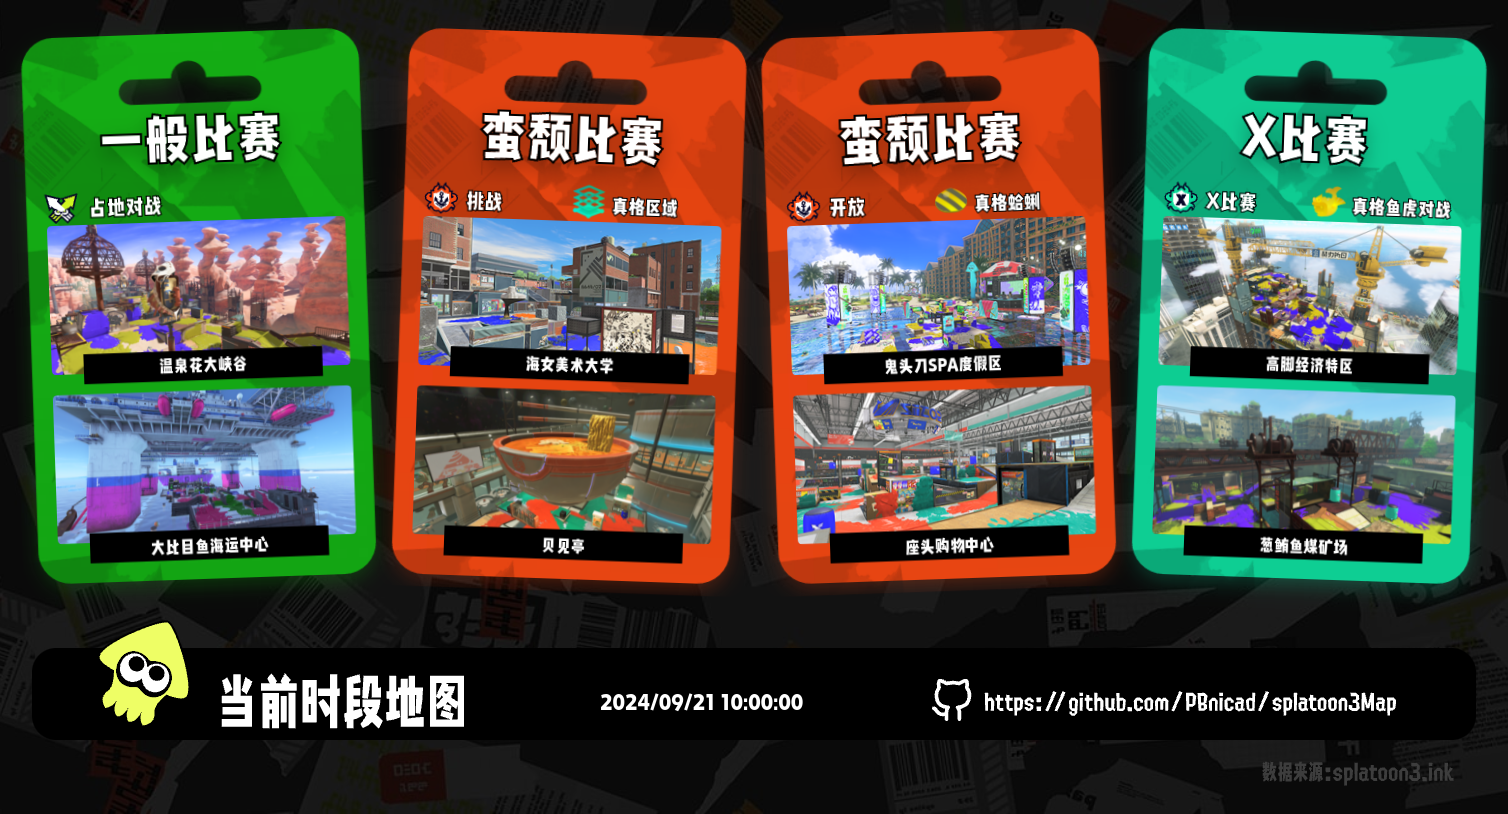 一般比赛
占地对战
温泉花大峡谷
大比目鱼海运中心
蛮颓比赛
挑战
真格区域
海女美术大学
贝见亭
蛮颓比赛
开放
真格蛤蜊
鬼头刀SPA度假区
座头购物中心
X比赛
X比赛
真格鱼虎对战
高脚经济特区
葱鲔鱼煤矿场
当前时段地图
2024/09/21 10:00:00
https://github.com/PBnicad/splatoon3Map
数据来源:splatoon3.ink